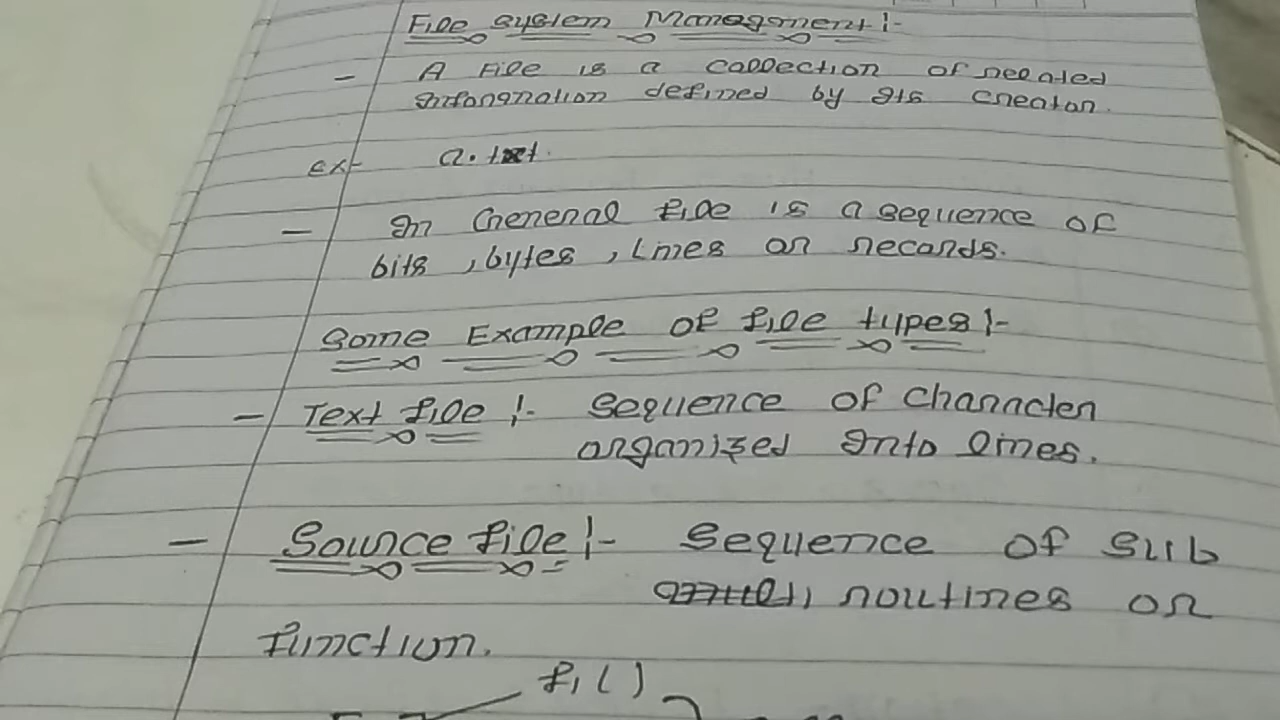 File System Management :-
- A File is a collection of related
information defined by its creator.
ex- a.txt.
- In General file is a sequence of
bits, bytes, Lines or records.
Some Example of file types :-
- Text file :- Sequence of Character
organized into lines.
- Source file :- Sequence of Sub
routines or
function.
f1()